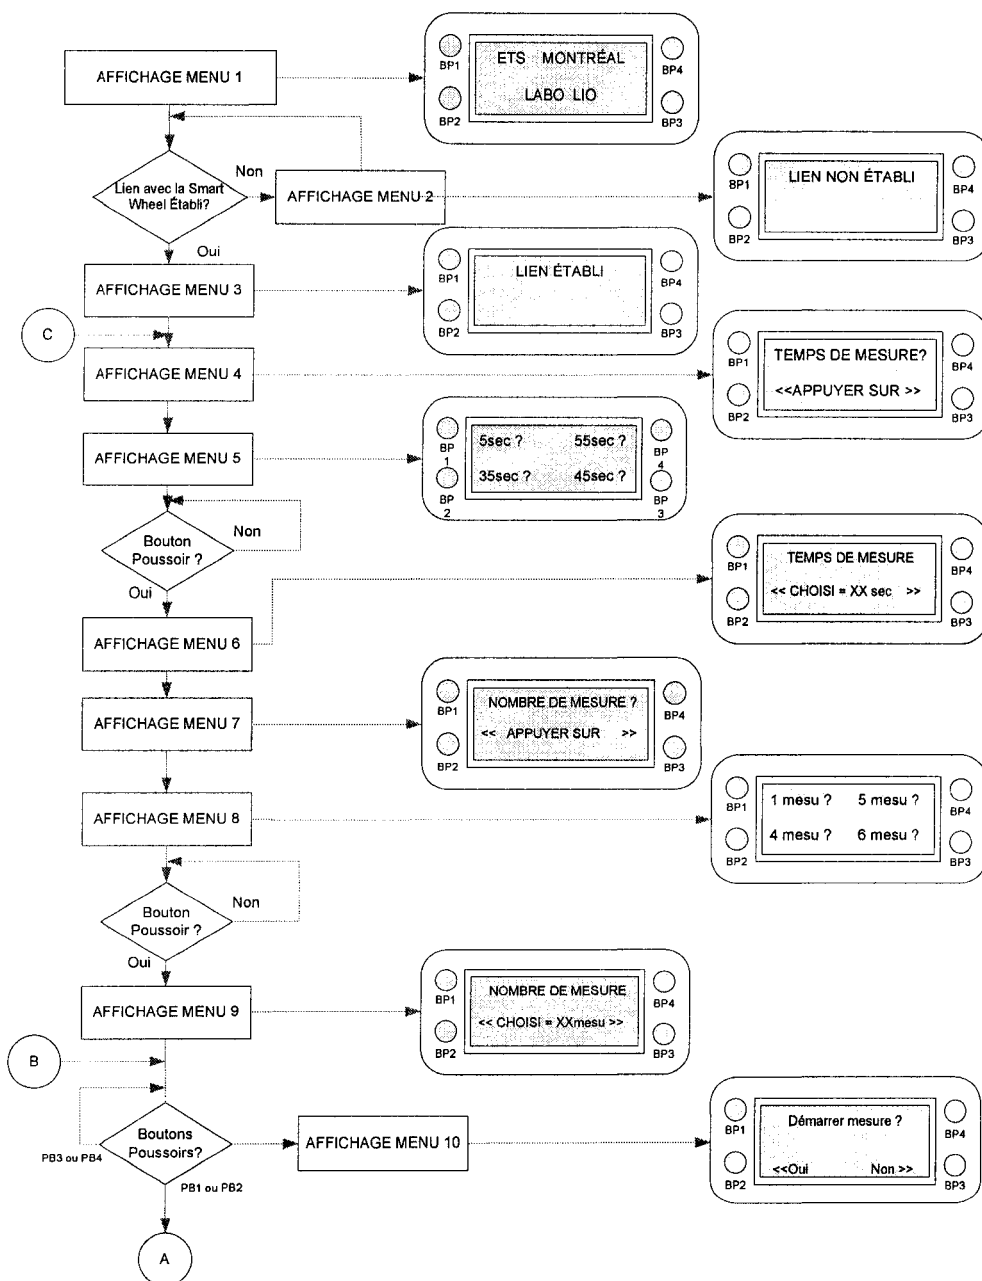 AFFICHAGE MENU 1
BP1
BP2
ETS MONTRÉAL
LABO LIO
BP4
BP3
Lien avec la Smart
Wheel Établi?
Non
Oui
AFFICHAGE MENU 2
BP1
BP2
LIEN NON ÉTABLI
BP4
BP3
AFFICHAGE MENU 3
BP1
BP2
LIEN ÉTABLI
BP4
BP3
C
AFFICHAGE MENU 4
BP1
BP2
TEMPS DE MESURE?
<<APPUYER SUR >>
BP4
BP3
AFFICHAGE MENU 5
BP
1
BP
2
5sec ? 55sec ?
35sec ? 45sec ?
BP
4
BP
3
Bouton
Poussoir ?
Non
Oui
AFFICHAGE MENU 6
BP1
BP2
TEMPS DE MESURE
<< CHOISI = XX sec >>
BP4
BP3
AFFICHAGE MENU 7
BP1
BP2
NOMBRE DE MESURE ?
<< APPUYER SUR >>
BP4
BP3
AFFICHAGE MENU 8
BP1
BP2
1 mesu ? 5 mesu ?
4 mesu ? 6 mesu ?
BP4
BP3
Bouton
Poussoir ?
Non
Oui
AFFICHAGE MENU 9
BP1
BP2
NOMBRE DE MESURE
<< CHOISI = XXmesu >>
BP4
BP3
B
Boutons
Poussoirs?
PB3 ou PB4
PB1 ou PB2
AFFICHAGE MENU 10
BP1
BP2
Démarrer mesure ?
<<Oui Non >>
BP4
BP3
A